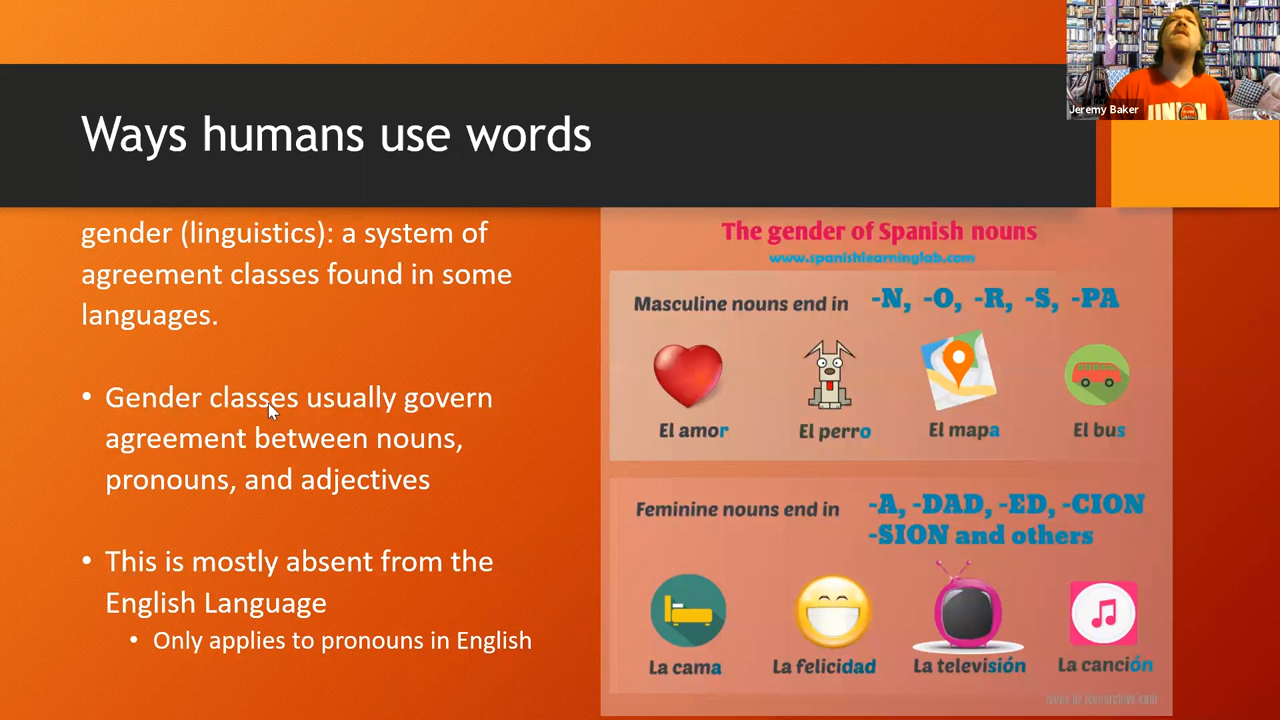 Jeremy Baker
Ways humans use words
gender (linguistics): a system of
agreement classes found in some
languages.
• Gender classes usually govern
agreement between nouns,
pronouns, and adjectives
• This is mostly absent from the
English Language
• Only applies to pronouns in English
The gender of Spanish nouns
www.spanishlearninglab.com
Masculine nouns end in -N, -O, -R, -S, -PA
El amor El perro El mapa El bus
Feminine nouns end in -A, -DAD, -ED, -CION
-SION and others
La cama La felicidad La televisión La canción
icons by iconarchive.com